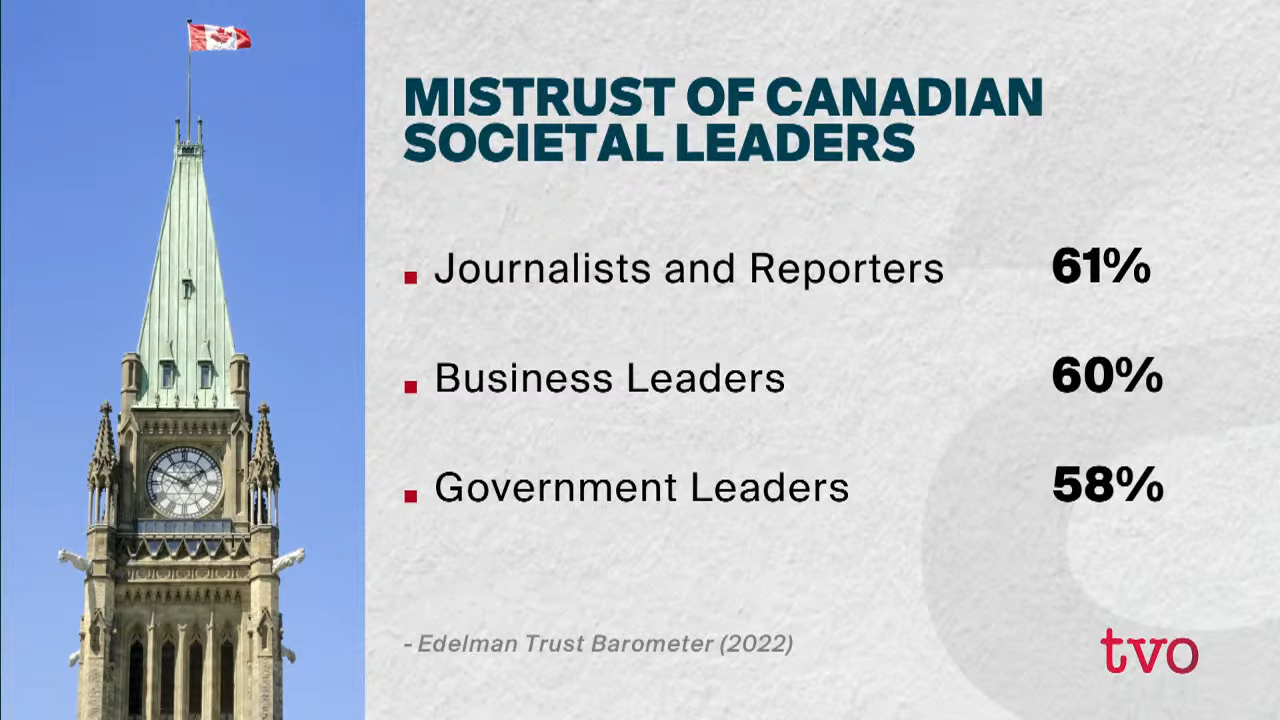 MISTRUST OF CANADIAN
SOCIETAL LEADERS
Journalists and Reporters 61%
Business Leaders 60%
Government Leaders 58%
- Edelman Trust Barometer (2022)
tvo